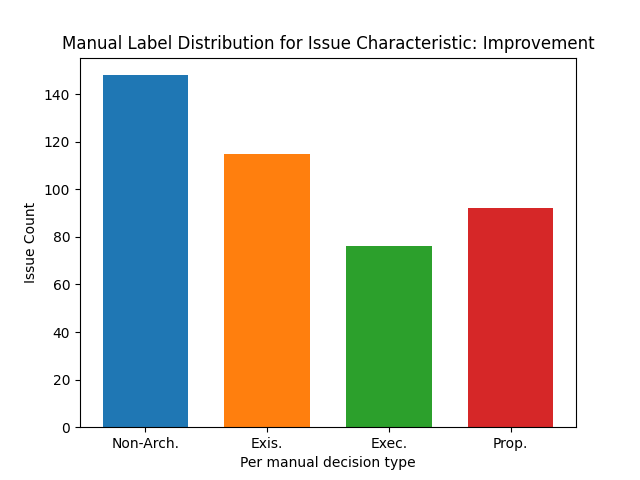 Manual Label Distribution for Issue Characteristic: Improvement
140
120
100
80
60
40
20
0
Issue Count
Non-Arch. Exis. Exec. Prop.
Per manual decision type